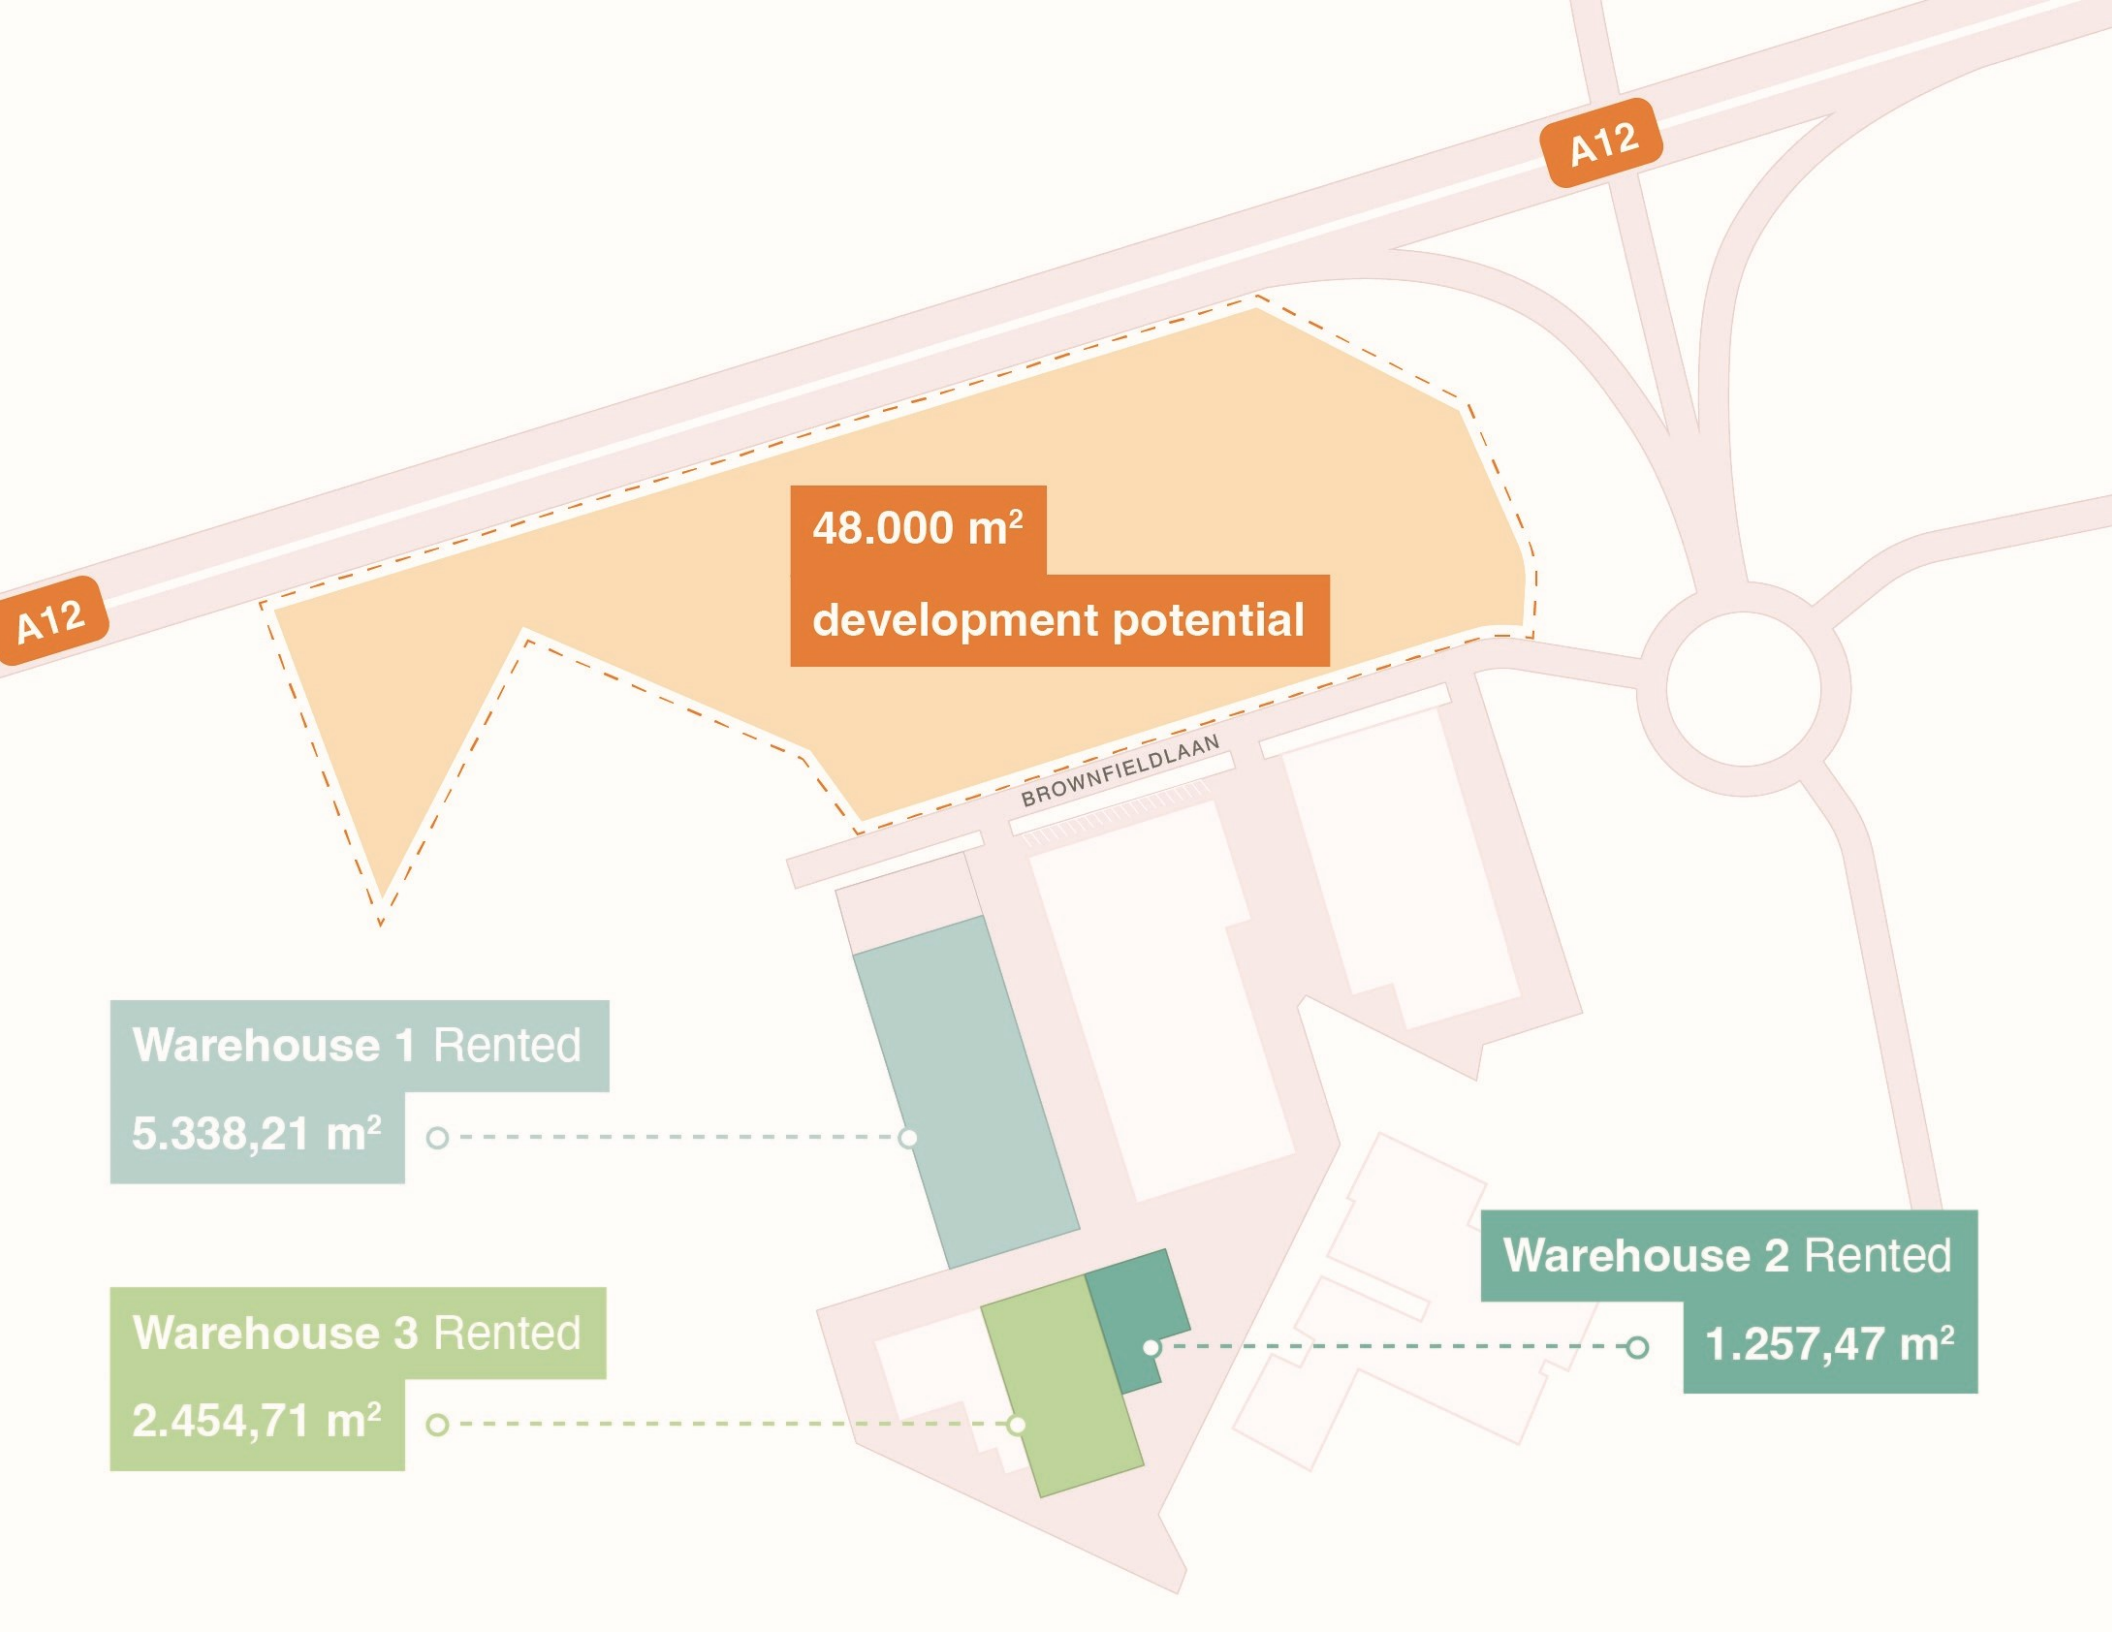 A12
A12
48.000 m²
development potential
BROWNFIELDLAAN
Warehouse 1 Rented
5.338,21 m²
Warehouse 2 Rented
1.257,47 m²
Warehouse 3 Rented
2.454,71 m²